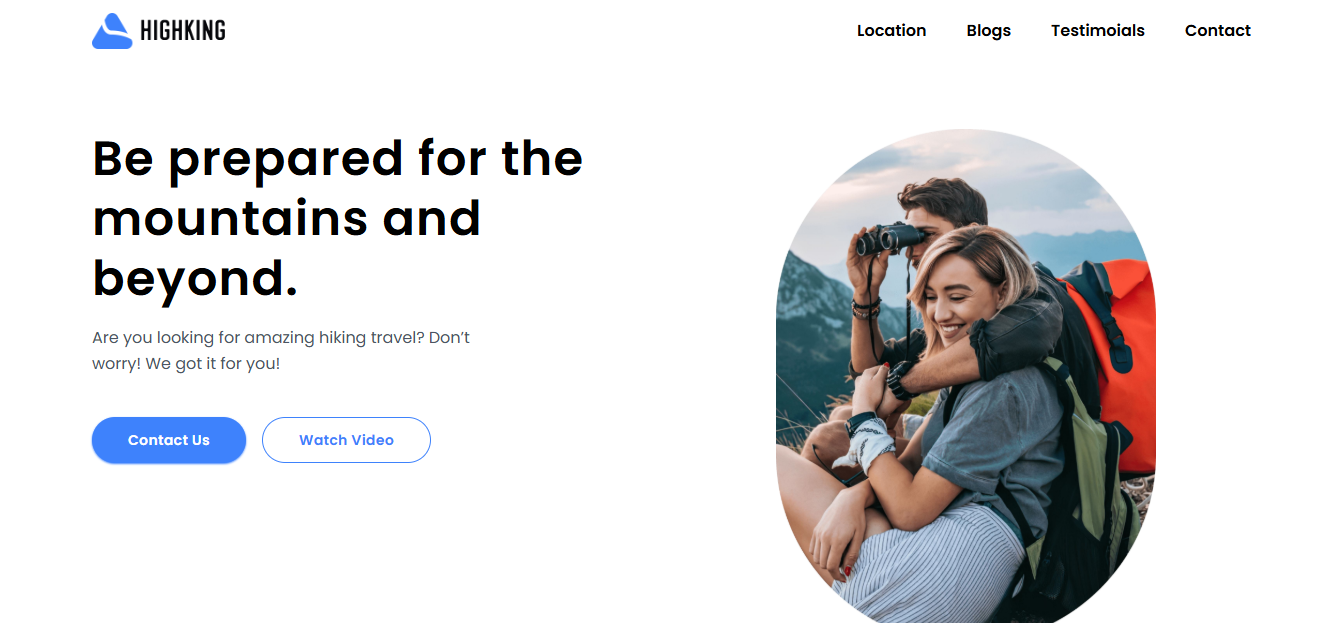 HIGHKING
Location Blogs Testimoials Contact
Be prepared for the
mountains and
beyond.
Are you looking for amazing hiking travel? Don’t
worry! We got it for you!
Contact Us Watch Video